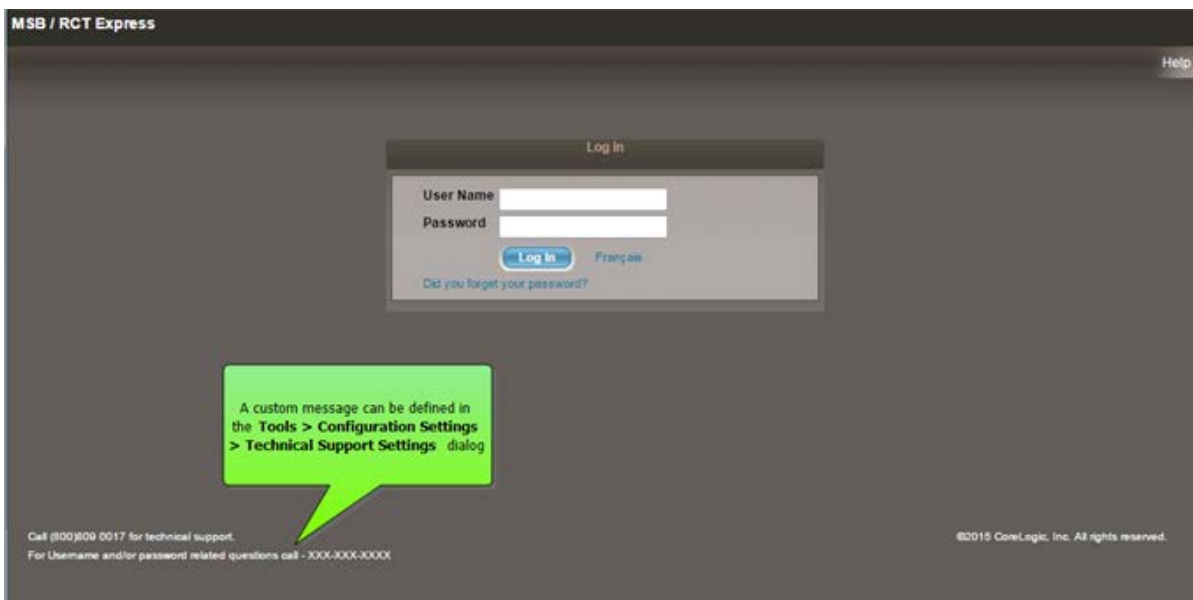 MSB / RCT Express
Help
Log In
User Name
Password
Log In Français
Did you forget your password?
A custom message can be defined in
the Tools > Configuration Settings
> Technical Support Settings dialog
Call (800)809 0017 for technical support.
For Username and/or password related questions call - XXX-XXX-XXXX
©2015 CoreLogic, Inc. All rights reserved.